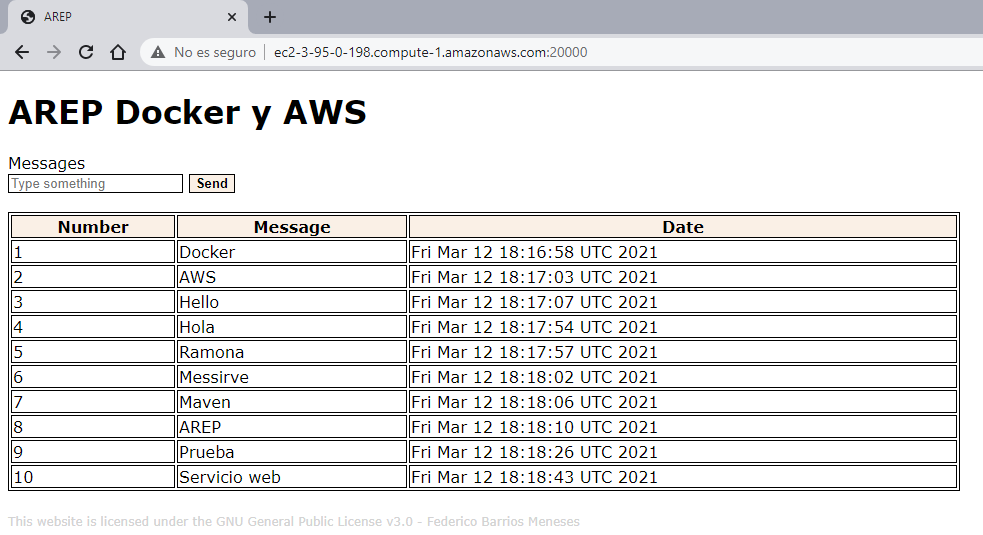 AREP
No es seguro ec2-3-95-0-198.compute-1.amazonaws.com:20000
AREP Docker y AWS
Messages
Type something Send
Number Message Date
1 Docker Fri Mar 12 18:16:58 UTC 2021
2 AWS Fri Mar 12 18:17:03 UTC 2021
3 Hello Fri Mar 12 18:17:07 UTC 2021
4 Hola Fri Mar 12 18:17:54 UTC 2021
5 Ramona Fri Mar 12 18:17:57 UTC 2021
6 Messirve Fri Mar 12 18:18:02 UTC 2021
7 Maven Fri Mar 12 18:18:06 UTC 2021
8 AREP Fri Mar 12 18:18:10 UTC 2021
9 Prueba Fri Mar 12 18:18:26 UTC 2021
10 Servicio web Fri Mar 12 18:18:43 UTC 2021
This website is licensed under the GNU General Public License v3.0 - Federico Barrios Meneses